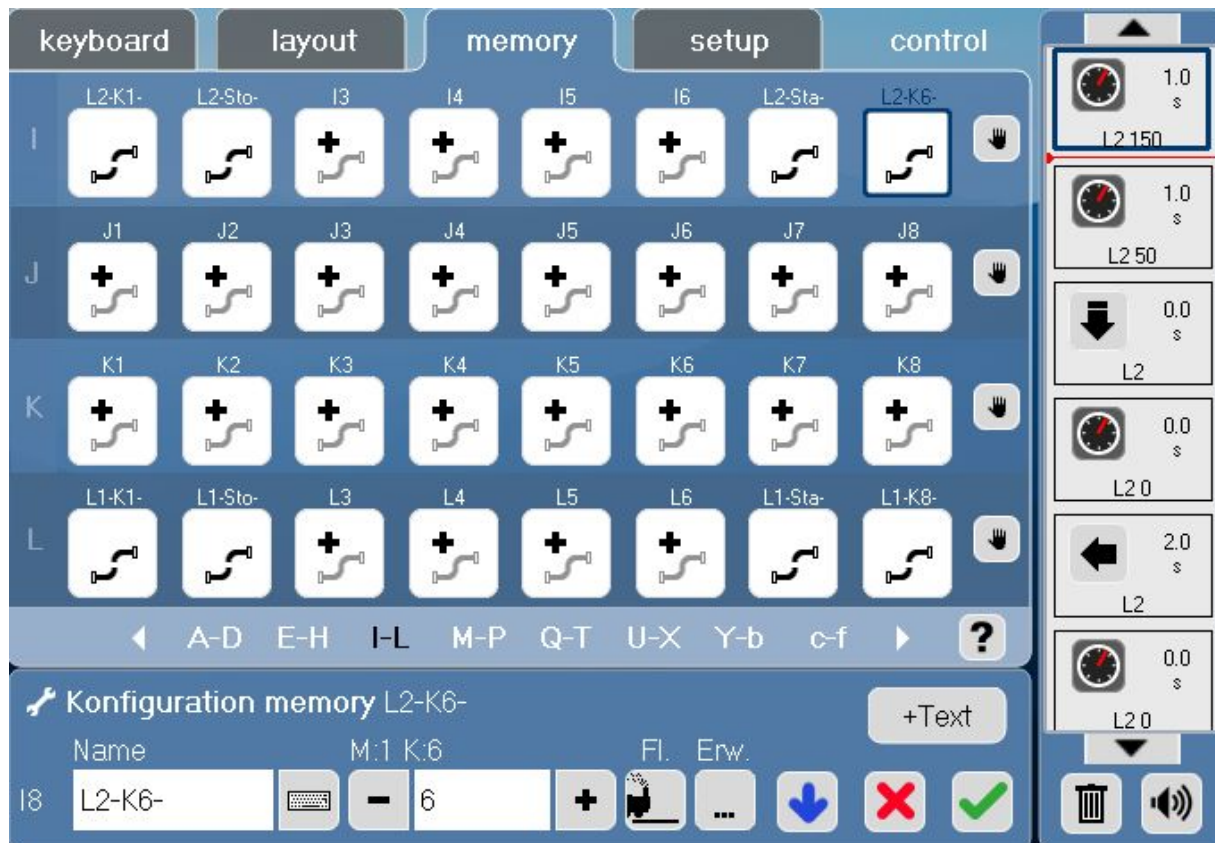 keyboard layout memory setup control
L2-K1- L2-Sto- I3 I4 I5 I6 L2-Sta- L2-K6-
I
J1 J2 J3 J4 J5 J6 J7 J8
J
K1 K2 K3 K4 K5 K6 K7 K8
K
L1-K1- L1-Sto- L3 L4 L5 L6 L1-Sta- L1-K8-
L
A-D E-H I-L M-P Q-T U-X Y-b c-f ?
Konfiguration memory L2-K6-
+Text
Name M:1 K:6 Fl. Erw.
I8 L2-K6- - 6 + ...
1.0
s
L2 150
1.0
s
L2 50
0.0
s
L2
0.0
s
L2 0
2.0
s
L2
0.0
s
L2 0